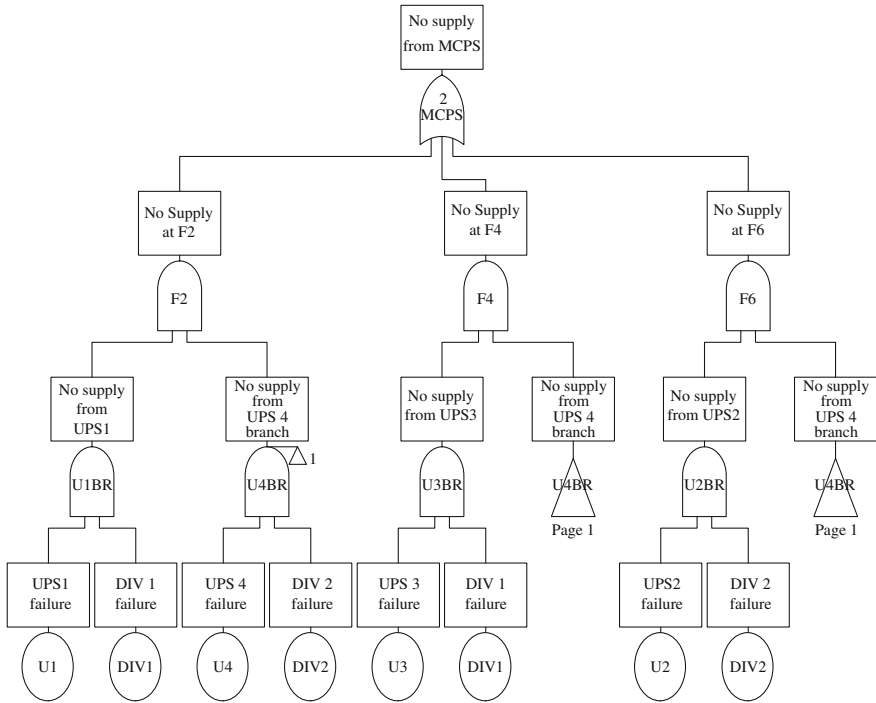 No supply
from MCPS
2
MCPS
No Supply
at F2
No Supply
at F4
No Supply
at F6
F2
F4
F6
No supply
from
UPS1
No supply
from
UPS 4
branch
No supply
from UPS3
No supply
from
UPS 4
branch
No supply
from UPS2
No supply
from
UPS 4
branch
1
U1BR
U4BR
U3BR
U4BR
U2BR
U4BR
Page 1
Page 1
UPS1
failure
DIV 1
failure
UPS 4
failure
DIV 2
failure
UPS 3
failure
DIV 1
failure
UPS2
failure
DIV 2
failure
U1
DIV1
U4
DIV2
U3
DIV1
U2
DIV2